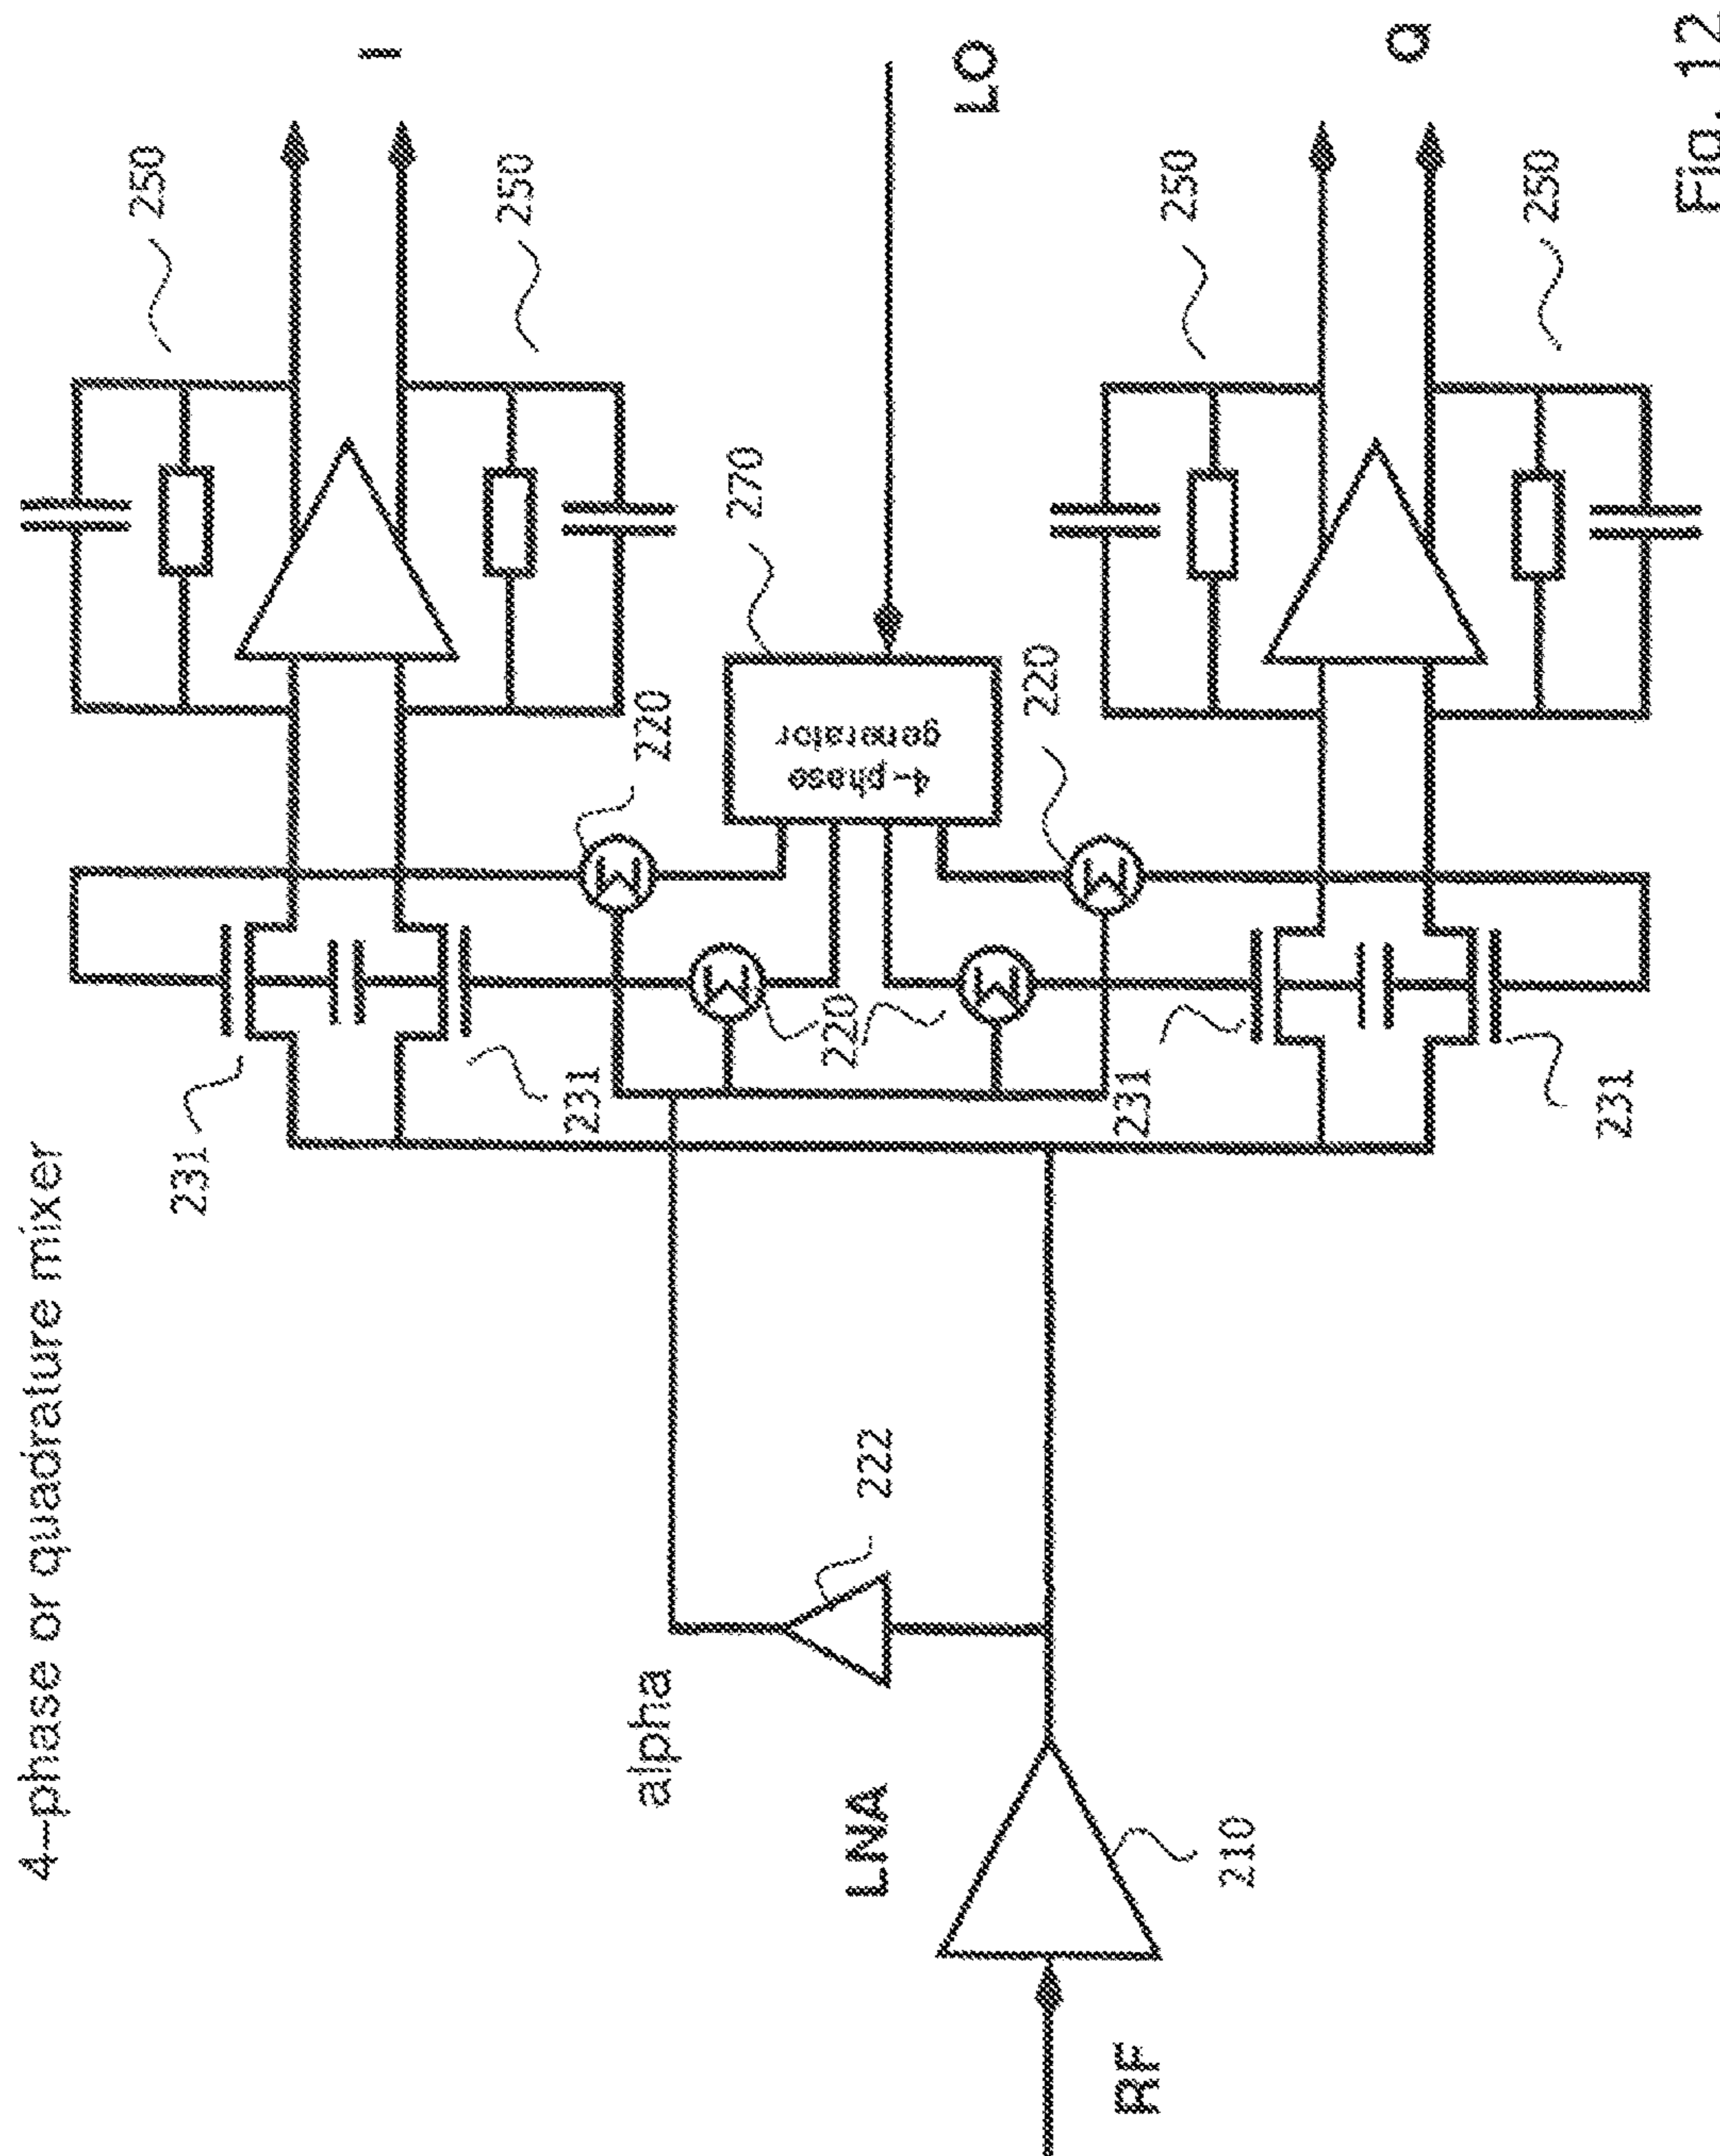 4-phase or quadrature mixer
250
231
I
250
231
alpha
220
270
4-phase
generator
220
LNA
222
LO
220
231
RF
250
210
Q
250
231
Fig. 12